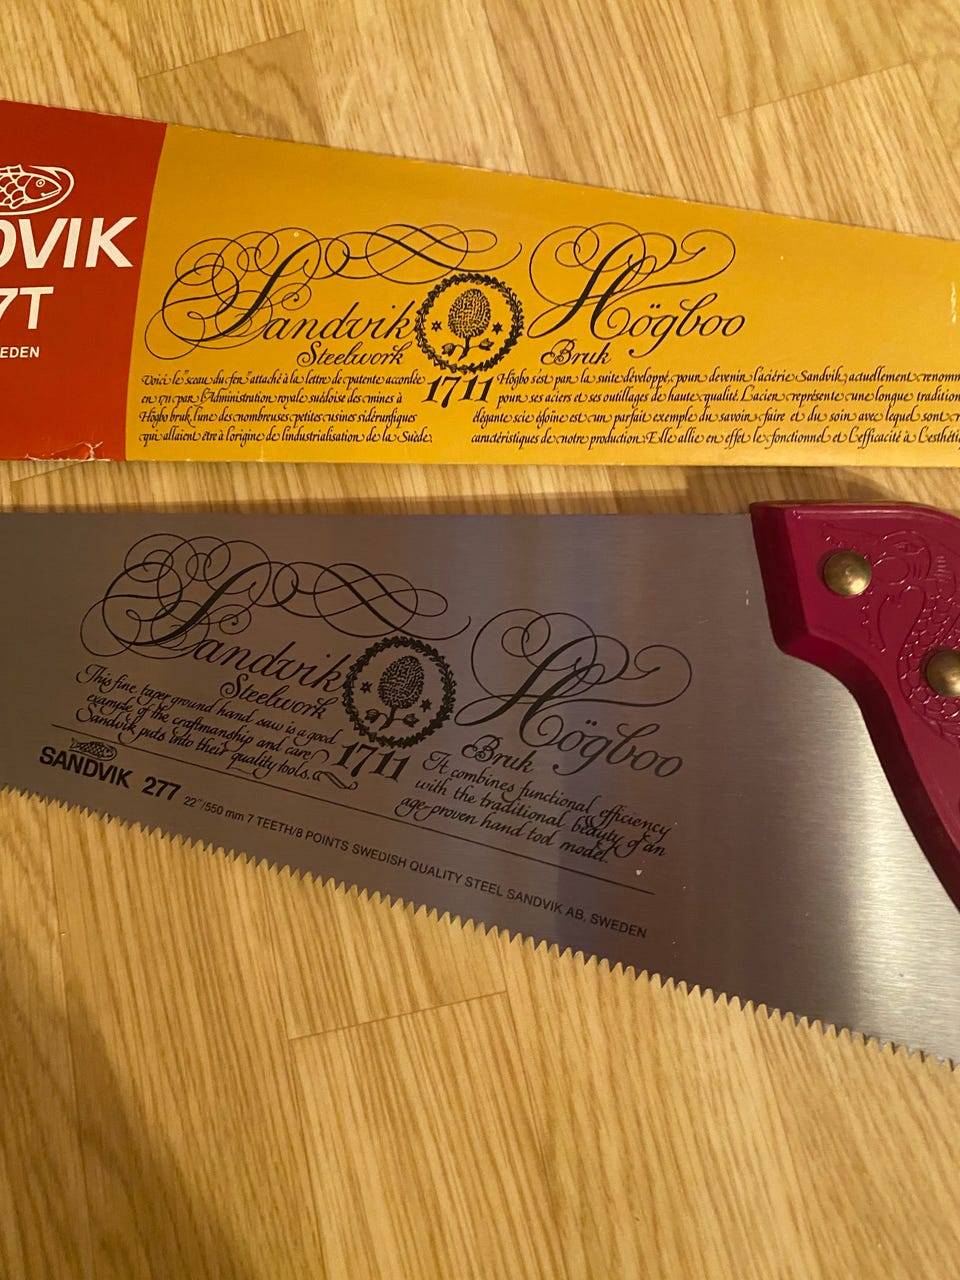 DVIK
7T
EDEN
Sandvik
Steelwork
Högboo
Bruk
1711
Voici le "sceau du fer" attaché à la lettre de patente accordée
en 1711 par l'Administration royale suédoise des mines à
Högbo bruk, l'une des nombreuses petites usines sidérurgiques
qui allaient être à l'origine de l'industrialisation de la Suède.
Högbo s'est par la suite développé, pour devenir l'aciérie Sandvik, actuellement renomm
pour ses aciers et ses outillages de haute qualité. L'acien représente une longue tradition
élégante scie égoïne est un parfait exemple du savoir-faire et du soin avec lequel sont r
caractéristiques de notre production. Elle allie en effet le fonctionnel et l'efficacité à l'esthéti
Sandvik
Steelwork
Högboo
Bruk
1711
This fine, taper ground hand saw is a good
example of the craftmanship and care
Sandvik puts into their quality tools.
It combines functional efficiency
with the traditional beauty of an
age-proven hand tool model.
SANDVIK 277 22"/550 mm 7 TEETH/8 POINTS SWEDISH QUALITY STEEL SANDVIK AB, SWEDEN